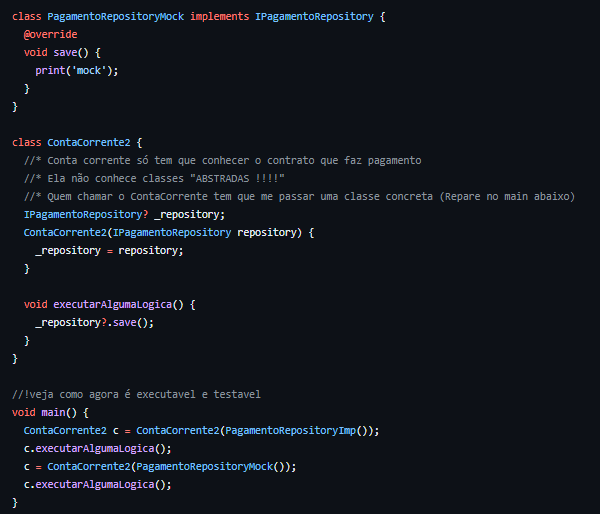 class PagamentoRepositoryMock implements IPagamentoRepository {
  @override
  void save() {
    print('mock');
  }
}

class ContaCorrente2 {
  //* Conta corrente só tem que conhecer o contrato que faz pagamento
  //* Ela não conhece classes "ABSTRADAS !!!!"
  //* Quem chamar o ContaCorrente tem que me passar uma classe concreta (Repare no main abaixo)
  IPagamentoRepository? _repository;
  ContaCorrente2(IPagamentoRepository repository) {
    _repository = repository;
  }

  void executarAlgumaLogica() {
    _repository?.save();
  }
}

//!veja como agora é executavel e testavel
void main() {
  ContaCorrente2 c = ContaCorrente2(PagamentoRepositoryImp());
  c.executarAlgumaLogica();
  c = ContaCorrente2(PagamentoRepositoryMock());
  c.executarAlgumaLogica();
}